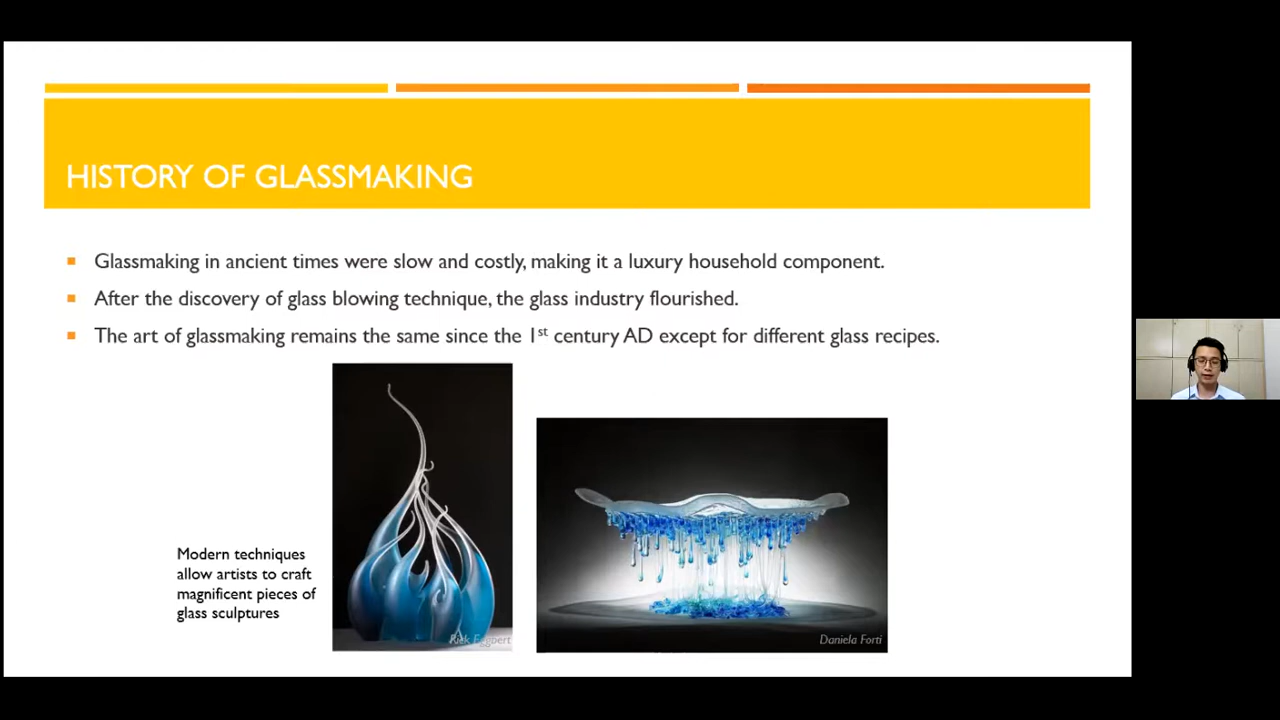 HISTORY OF GLASSMAKING
Glassmaking in ancient times were slow and costly, making it a luxury household component.
After the discovery of glass blowing technique, the glass industry flourished.
The art of glassmaking remains the same since the 1st century AD except for different glass recipes.
Modern techniques
allow artists to craft
magnificent pieces of
glass sculptures
Rick Eggbert
Daniela Forti